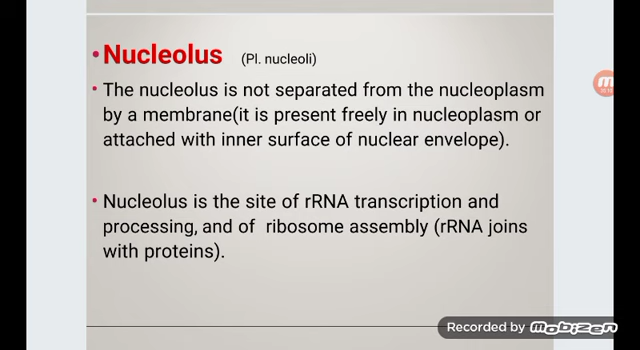 • Nucleolus (Pl. nucleoli)
• The nucleolus is not separated from the nucleoplasm
by a membrane(it is present freely in nucleoplasm or
attached with inner surface of nuclear envelope).
• Nucleolus is the site of rRNA transcription and
processing, and of ribosome assembly (rRNA joins
with proteins).
Recorded by mobizen